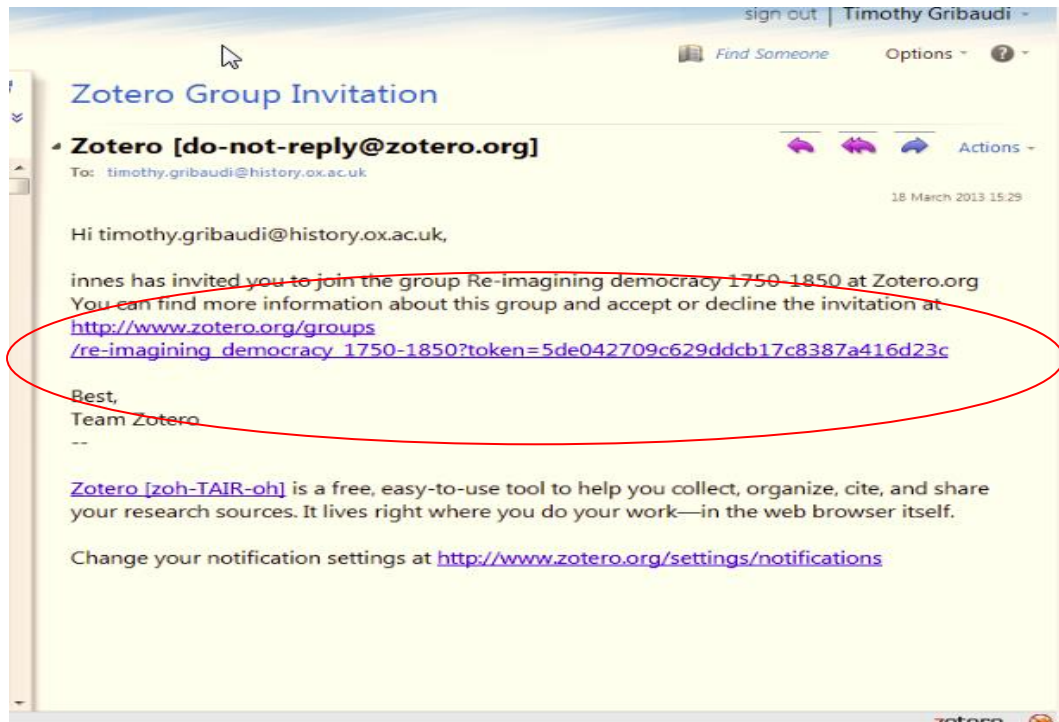 sign out | Timothy Gribaudi
Find Someone Options
Zotero Group Invitation
Zotero [do-not-reply@zotero.org]
Actions
To: timothy.gribaudi@history.ox.ac.uk
18 March 2013 15:29
Hi timothy.gribaudi@history.ox.ac.uk,
innes has invited you to join the group Re-imagining democracy 1750-1850 at Zotero.org
You can find more information about this group and accept or decline the invitation at
http://www.zotero.org/groups
/re-imagining_democracy_1750-1850?token=5de042709c629ddcb17c8387a416d23c
Best,
Team Zotero
--
Zotero [zoh-TAIR-oh] is a free, easy-to-use tool to help you collect, organize, cite, and share
your research sources. It lives right where you do your work—in the web browser itself.
Change your notification settings at http://www.zotero.org/settings/notifications
zotero